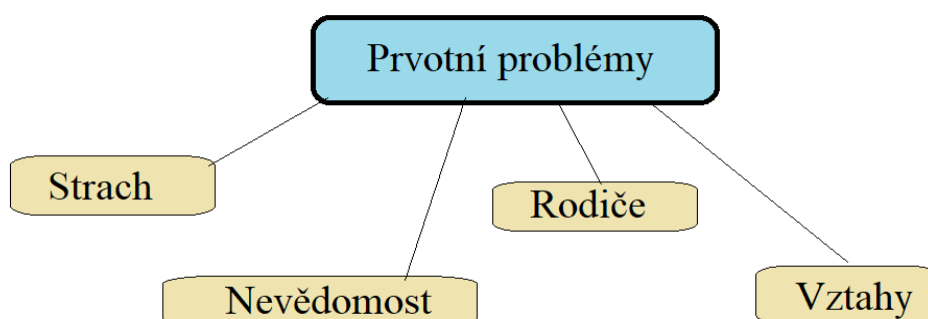 Prvotní problémy
Strach
Rodiče
Nevědomost
Vztahy